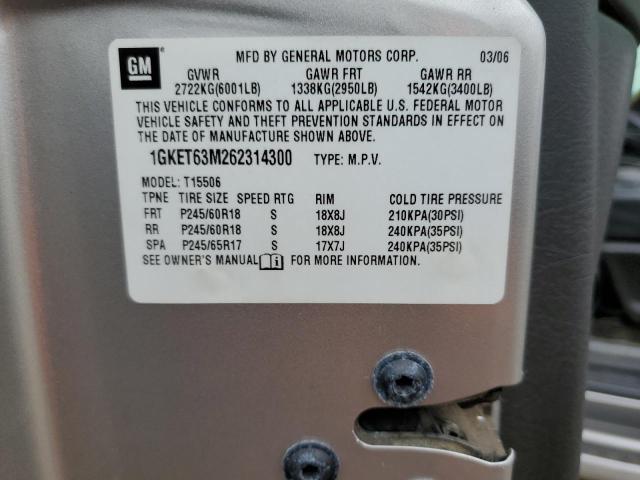 GM
MFD BY GENERAL MOTORS CORP. 03/06
GVWR GAWR FRT GAWR RR
2722KG(6001LB) 1338KG(2950LB) 1542KG(3400LB)
THIS VEHICLE CONFORMS TO ALL APPLICABLE U.S. FEDERAL MOTOR
VEHICLE SAFETY AND THEFT PREVENTION STANDARDS IN EFFECT ON
THE DATE OF MANUFACTURE SHOWN ABOVE.
1GKET63M262314300 TYPE: M.P.V.
MODEL: T15506
TPNE TIRE SIZE SPEED RTG RIM COLD TIRE PRESSURE
FRT P245/60R18 S 18X8J 210KPA(30PSI)
RR P245/60R18 S 18X8J 240KPA(35PSI)
SPA P245/65R17 S 17X7J 240KPA(35PSI)
SEE OWNER'S MANUAL FOR MORE INFORMATION.